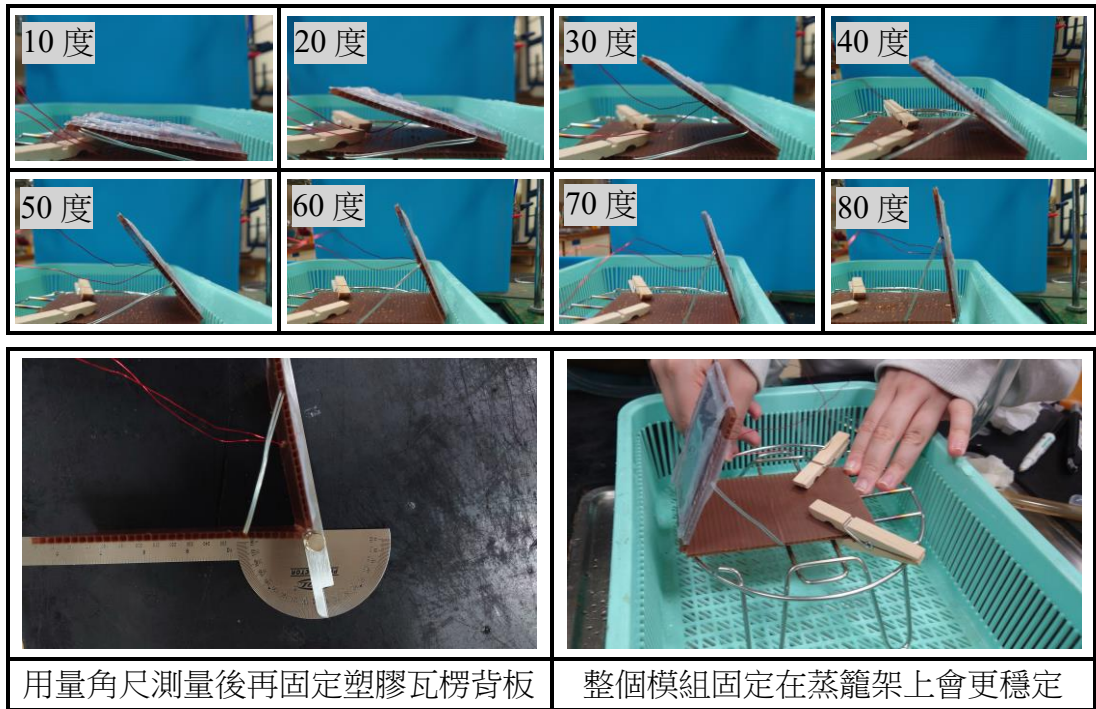 10 度
20 度
30 度
40 度
50 度
60 度
70 度
80 度
用量角尺測量後再固定塑膠瓦楞背板
整個模組固定在蒸籠架上會更穩定